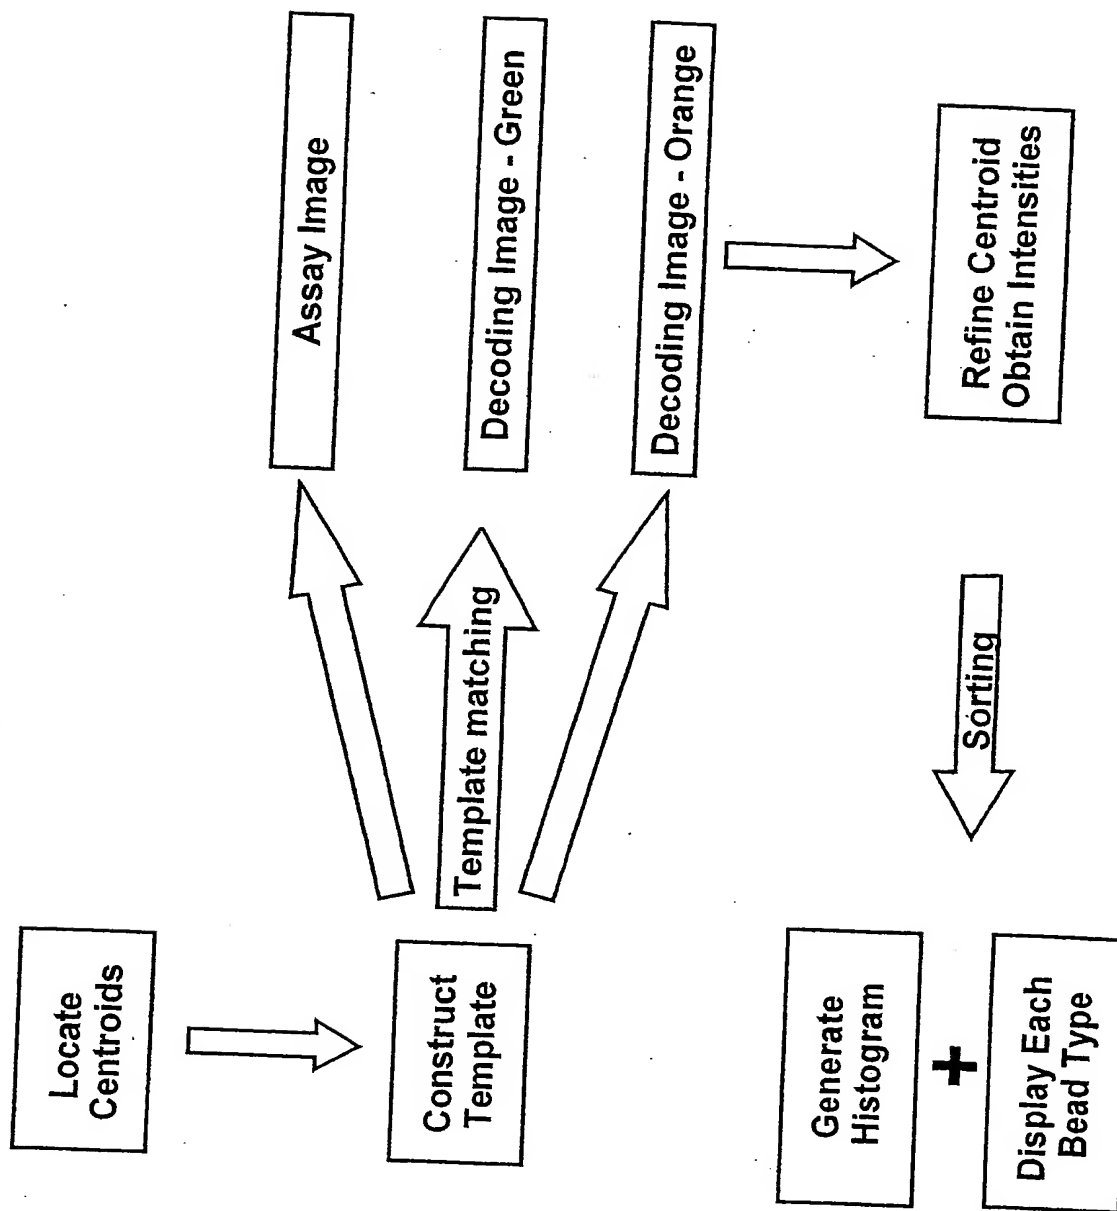 Locate
Centroids
Construct
Template
Template matching
Assay Image
Decoding Image - Green
Decoding Image - Orange
Refine Centroid
Obtain Intensities
Sorting
Generate
Histogram
+
Display Each
Bead Type